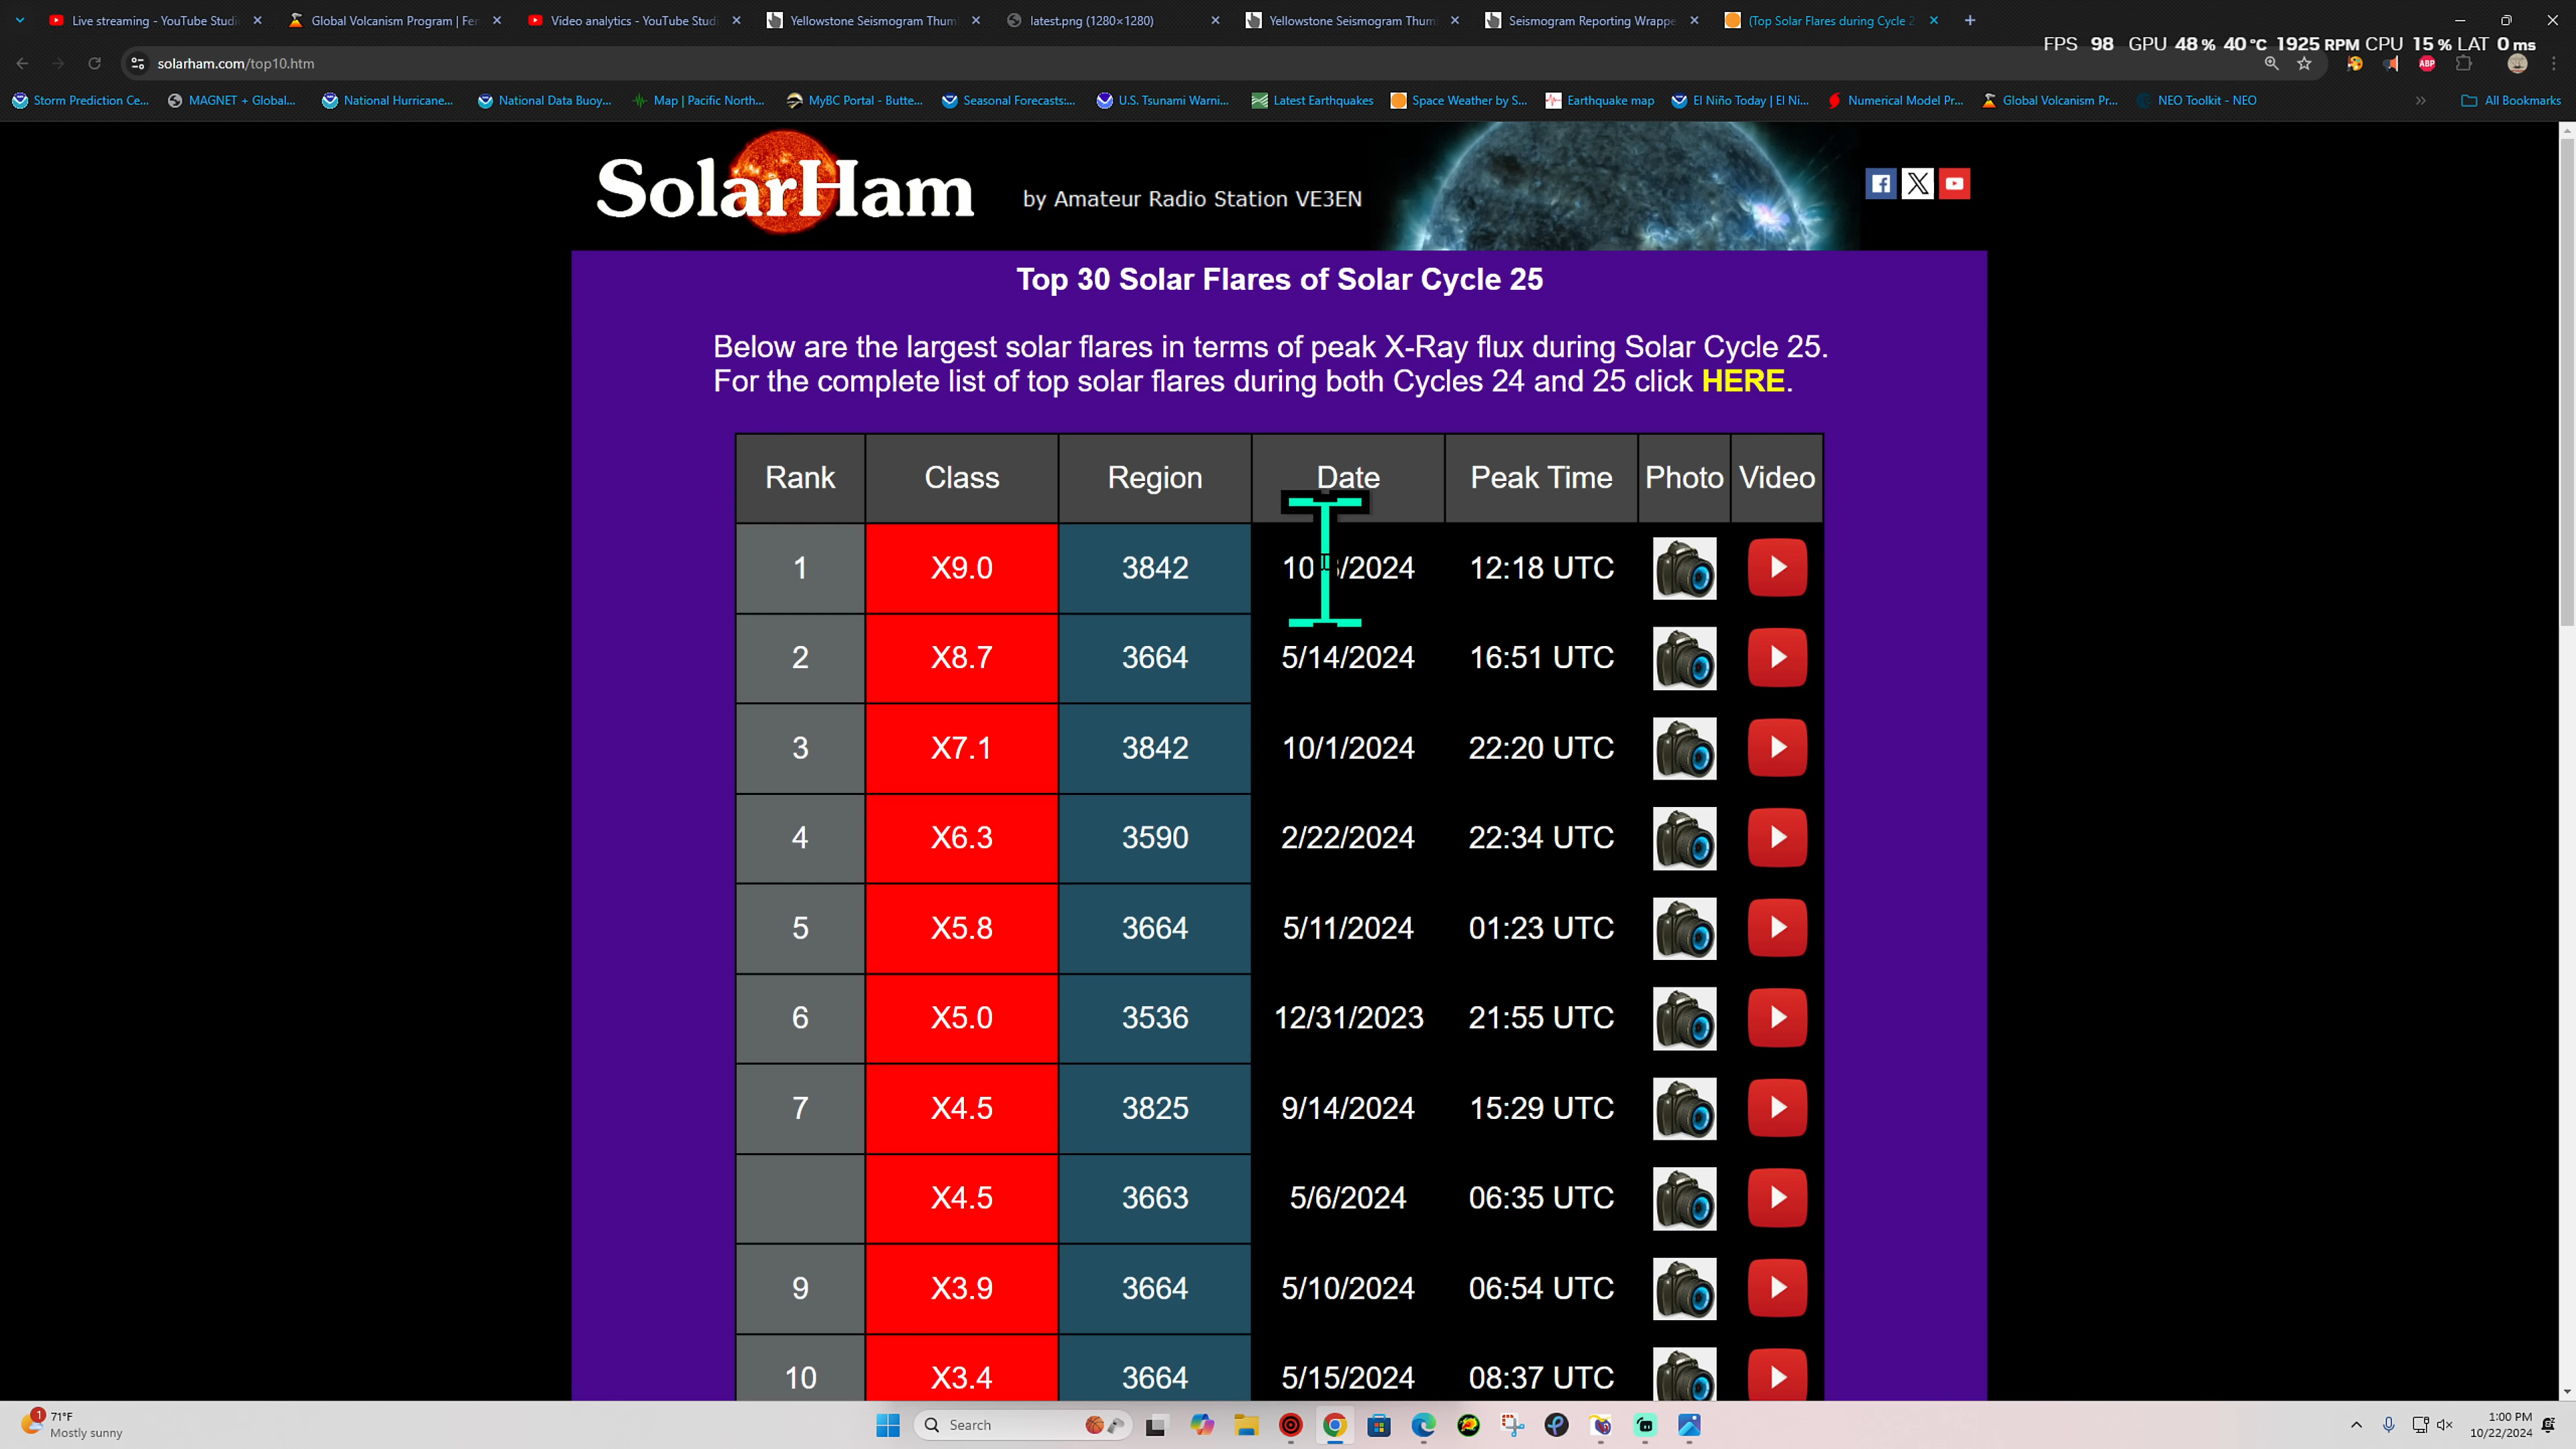 Live streaming - YouTube Studi
Global Volcanism Program | Fer
Video analytics - YouTube Studi
Yellowstone Seismogram Thum
latest.png (1280×1280)
Yellowstone Seismogram Thum
Seismogram Reporting Wrappe
(Top Solar Flares during Cycle 2
FPS 98 GPU 48 % 40 °C 1925 RPM CPU 15 % LAT 0 ms
solarham.com/top10.htm
ABP
Storm Prediction Ce...
MAGNET + Global...
National Hurricane...
National Data Buoy...
Map | Pacific North...
MyBC Portal - Butte...
Seasonal Forecasts:...
U.S. Tsunami Warni...
Latest Earthquakes
Space Weather by S...
Earthquake map
El Niño Today | El Ni...
Numerical Model Pr...
Global Volcanism Pr...
NEO Toolkit - NEO
All Bookmarks
SolarHam by Amateur Radio Station VE3EN
Top 30 Solar Flares of Solar Cycle 25
Below are the largest solar flares in terms of peak X-Ray flux during Solar Cycle 25.
For the complete list of top solar flares during both Cycles 24 and 25 click HERE.
Rank Class Region Date Peak Time Photo Video
1 X9.0 3842 12:18 UTC
2 X8.7 3664 5/14/2024 16:51 UTC
3 X7.1 3842 10/1/2024 22:20 UTC
4 X6.3 3590 2/22/2024 22:34 UTC
5 X5.8 3664 5/11/2024 01:23 UTC
6 X5.0 3536 12/31/2023 21:55 UTC
7 X4.5 3825 9/14/2024 15:29 UTC
X4.5 3663 5/6/2024 06:35 UTC
9 X3.9 3664 5/10/2024 06:54 UTC
10 X3.4 3664 5/15/2024 08:37 UTC
1
71°F
Mostly sunny
Search
1:00 PM
10/22/2024